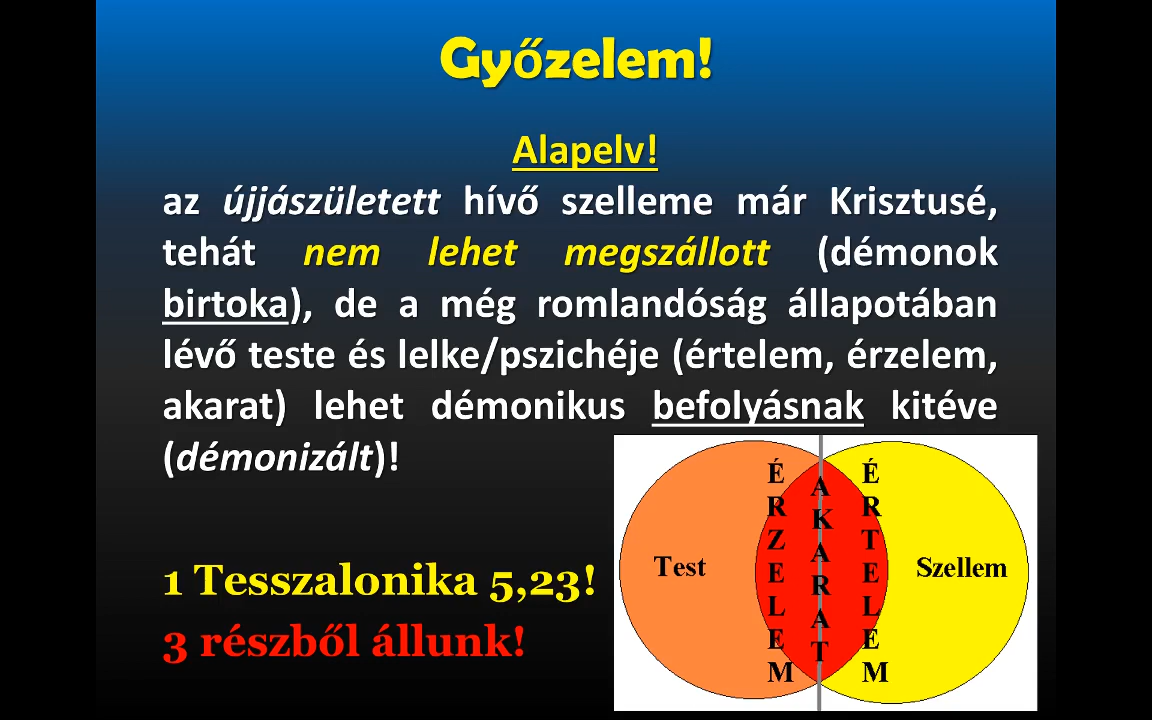 Győzelem!
Alapelv!
az újjászületett hívő szelleme már Krisztusé,
tehát nem lehet megszállott (démonok
birtoka), de a még romlandóság állapotában
lévő teste és lelke/pszichéje (értelem, érzelem,
akarat) lehet démonikus befolyásnak kitéve
(démonizált)!
1 Tesszalonika 5,23!
3 részből állunk!
Test
ÉRZELEM
AKARAT
ÉRTELEM
Szellem